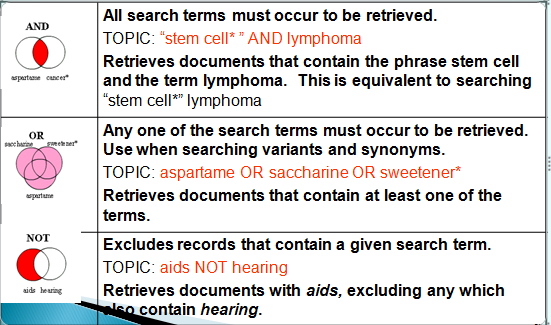 AND
aspartame cancer*
All search terms must occur to be retrieved.
TOPIC: “stem cell* ” AND lymphoma
Retrieves documents that contain the phrase stem cell
and the term lymphoma. This is equivalent to searching
“stem cell*” lymphoma
OR
saccharine sweetener*
aspartame
Any one of the search terms must occur to be retrieved.
Use when searching variants and synonyms.
TOPIC: aspartame OR saccharine OR sweetener*
Retrieves documents that contain at least one of the
terms.
NOT
aids hearing
Excludes records that contain a given search term.
TOPIC: aids NOT hearing
Retrieves documents with aids, excluding any which
also contain hearing.